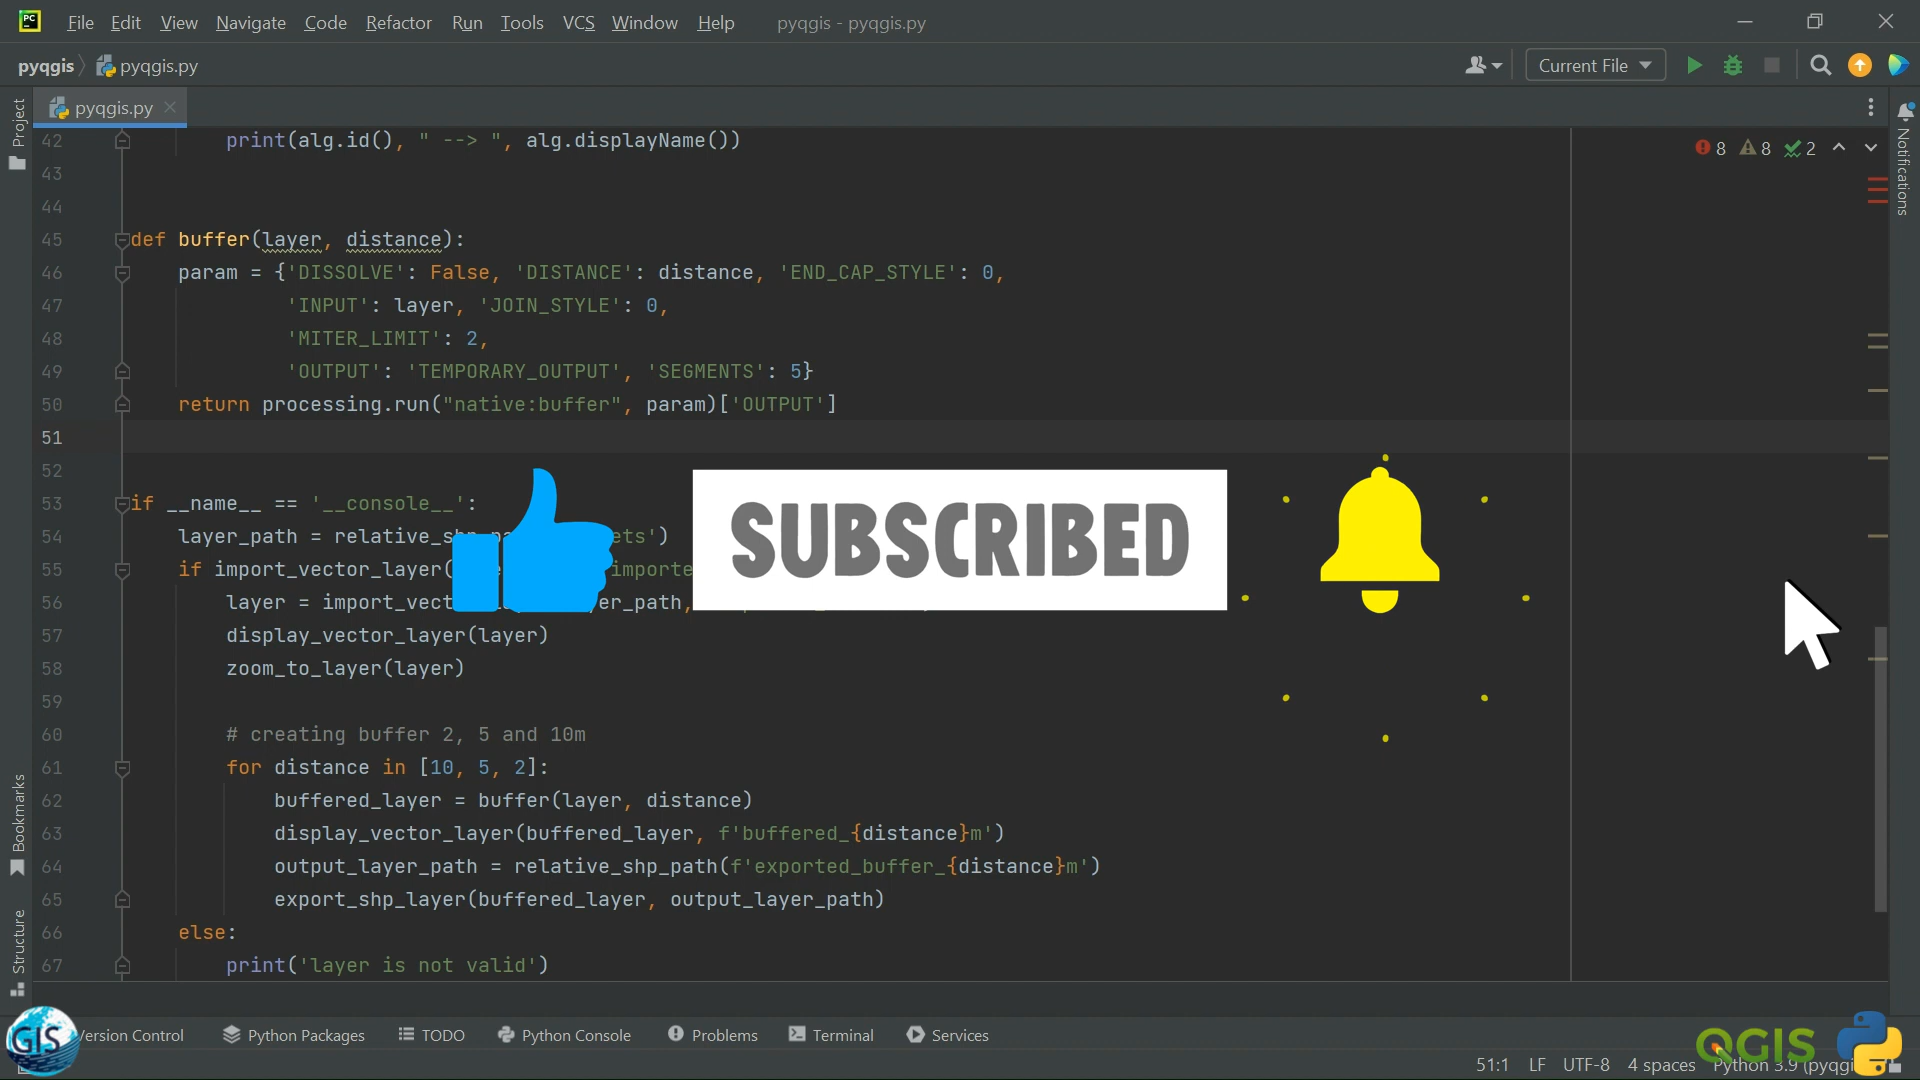 File Edit View Navigate Code Refactor Run Tools VCS Window Help pyqgis - pyqgis.py
pyqgis pyqgis.py Current File
pyqgis.py
Project
Notifications
8 8 2
42 print(alg.id(), " --> ", alg.displayName())
43
44
45 def buffer(layer, distance):
46 param = {'DISSOLVE': False, 'DISTANCE': distance, 'END_CAP_STYLE': 0,
47 'INPUT': layer, 'JOIN_STYLE': 0,
48 'MITER_LIMIT': 2,
49 'OUTPUT': 'TEMPORARY_OUTPUT', 'SEGMENTS': 5}
50 return processing.run("native:buffer", param)['OUTPUT']
51
52
53 if __name__ == '__console__':
54 layer_path =
55 if import_vector_layer(
56 layer =
57 display_vector_layer(layer)
58 zoom_to_layer(layer)
59
60 # creating buffer 2, 5 and 10m
61 for distance in [10, 5, 2]:
62 buffered_layer = buffer(layer, distance)
63 display_vector_layer(buffered_layer, f'buffered_{distance}m')
64 output_layer_path = relative_shp_path(f'exported_buffer_{distance}m')
65 export_shp_layer(buffered_layer, output_layer_path)
66 else:
67 print('layer is not valid')
SUBSCRIBED
Bookmarks
Structure
GIS
Version Control Python Packages TODO Python Console Problems Terminal Services
QGIS
51:1 LF UTF-8 4 spaces Python 3.9